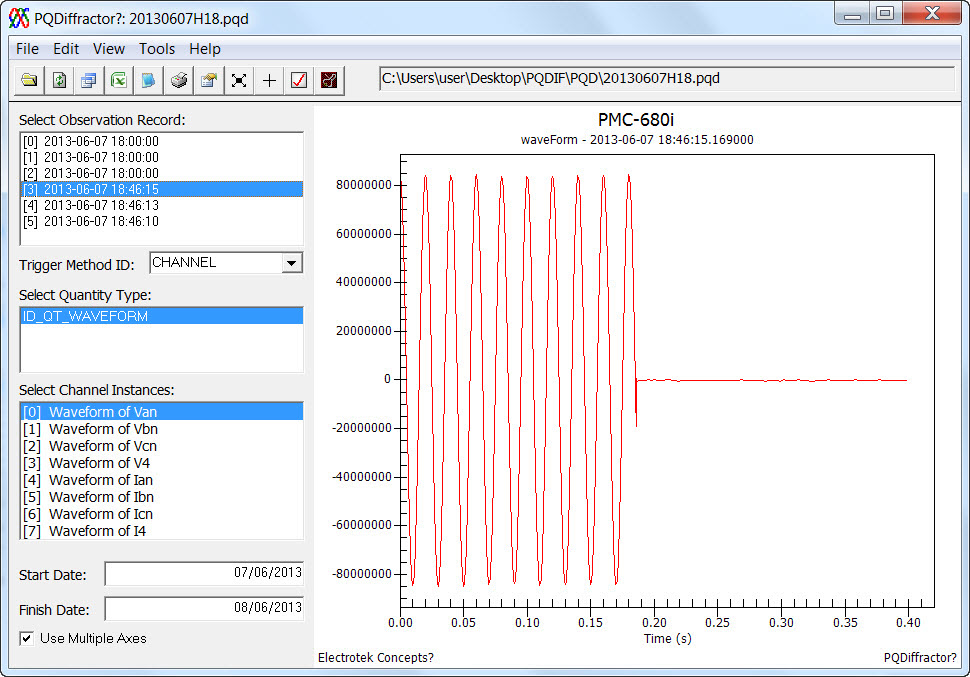 PQDiffractor?: 20130607H18.pqd
File Edit View Tools Help
C:\Users\user\Desktop\PQDIF\PQD\20130607H18.pqd
Select Observation Record:
[0] 2013-06-07 18:00:00
[1] 2013-06-07 18:00:00
[2] 2013-06-07 18:00:00
[3] 2013-06-07 18:46:15
[4] 2013-06-07 18:46:13
[5] 2013-06-07 18:46:10
Trigger Method ID: CHANNEL
Select Quantity Type:
ID_QT_WAVEFORM
Select Channel Instances:
[0] Waveform of Van
[1] Waveform of Vbn
[2] Waveform of Vcn
[3] Waveform of V4
[4] Waveform of Ian
[5] Waveform of Ibn
[6] Waveform of Icn
[7] Waveform of I4
Start Date: 07/06/2013
Finish Date: 08/06/2013
Use Multiple Axes
PMC-680i
waveForm - 2013-06-07 18:46:15.169000
80000000
60000000
40000000
20000000
0
-20000000
-40000000
-60000000
-80000000
0.00 0.05 0.10 0.15 0.20 0.25 0.30 0.35 0.40
Time (s)
Electrotek Concepts? PQDiffractor?